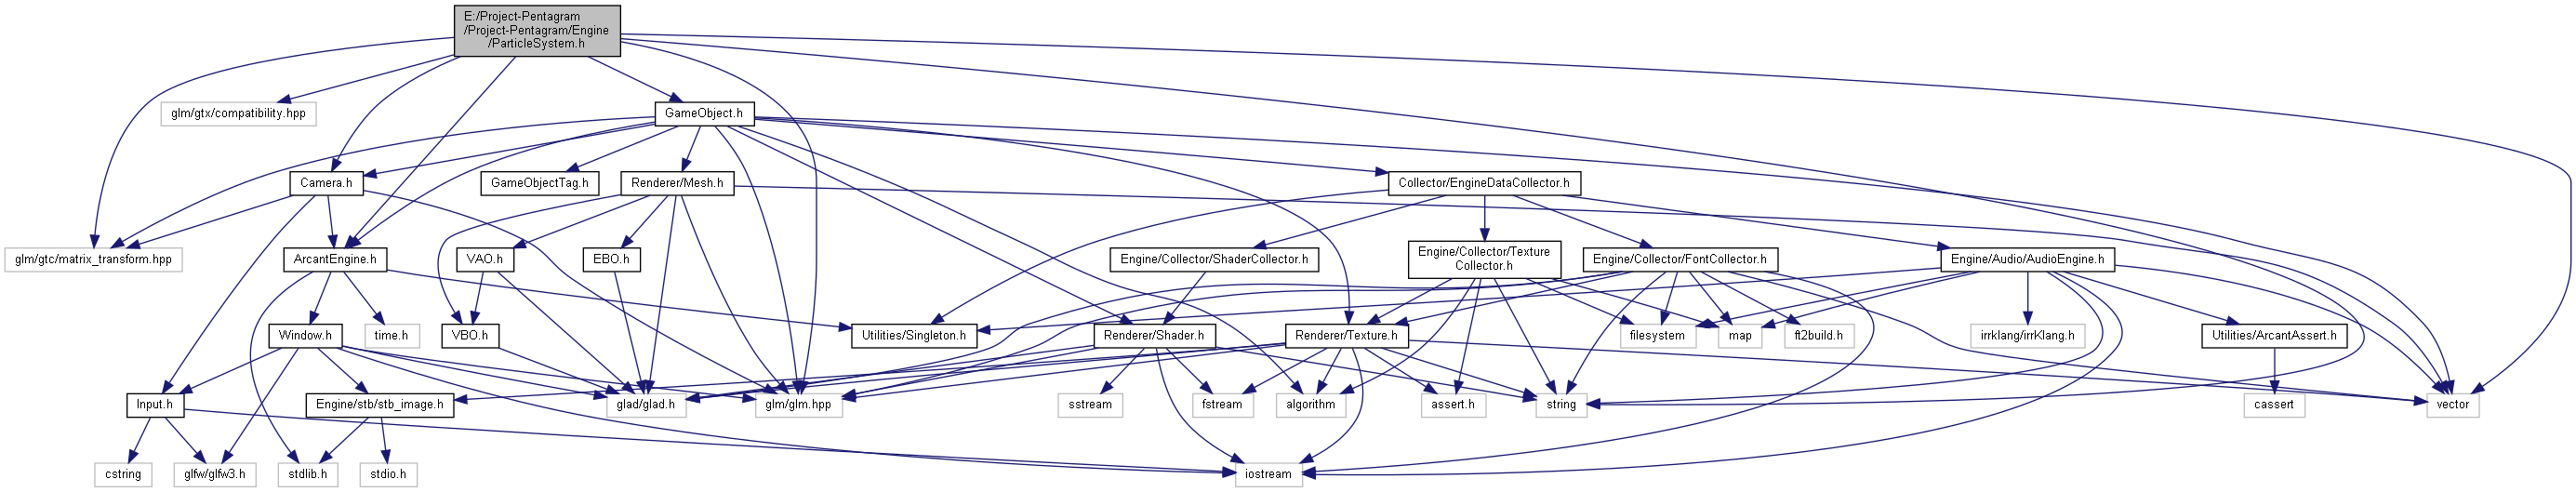 E:/Project-Pentagram
/Project-Pentagram/Engine
/ParticleSystem.h
glm/gtx/compatibility.hpp
GameObject.h
Camera.h
GameObjectTag.h
Renderer/Mesh.h
Collector/EngineDataCollector.h
glm/gtc/matrix_transform.hpp
ArcantEngine.h
VAO.h
EBO.h
Engine/Collector/ShaderCollector.h
Engine/Collector/Texture
Collector.h
Engine/Collector/FontCollector.h
Engine/Audio/AudioEngine.h
Window.h
time.h
VBO.h
Utilities/Singleton.h
Renderer/Shader.h
Renderer/Texture.h
filesystem
map
ft2build.h
irrklang/irrKlang.h
Utilities/ArcantAssert.h
Input.h
Engine/stb/stb_image.h
glad/glad.h
glm/glm.hpp
sstream
fstream
algorithm
assert.h
string
cassert
vector
cstring
glfw/glfw3.h
stdlib.h
stdio.h
iostream